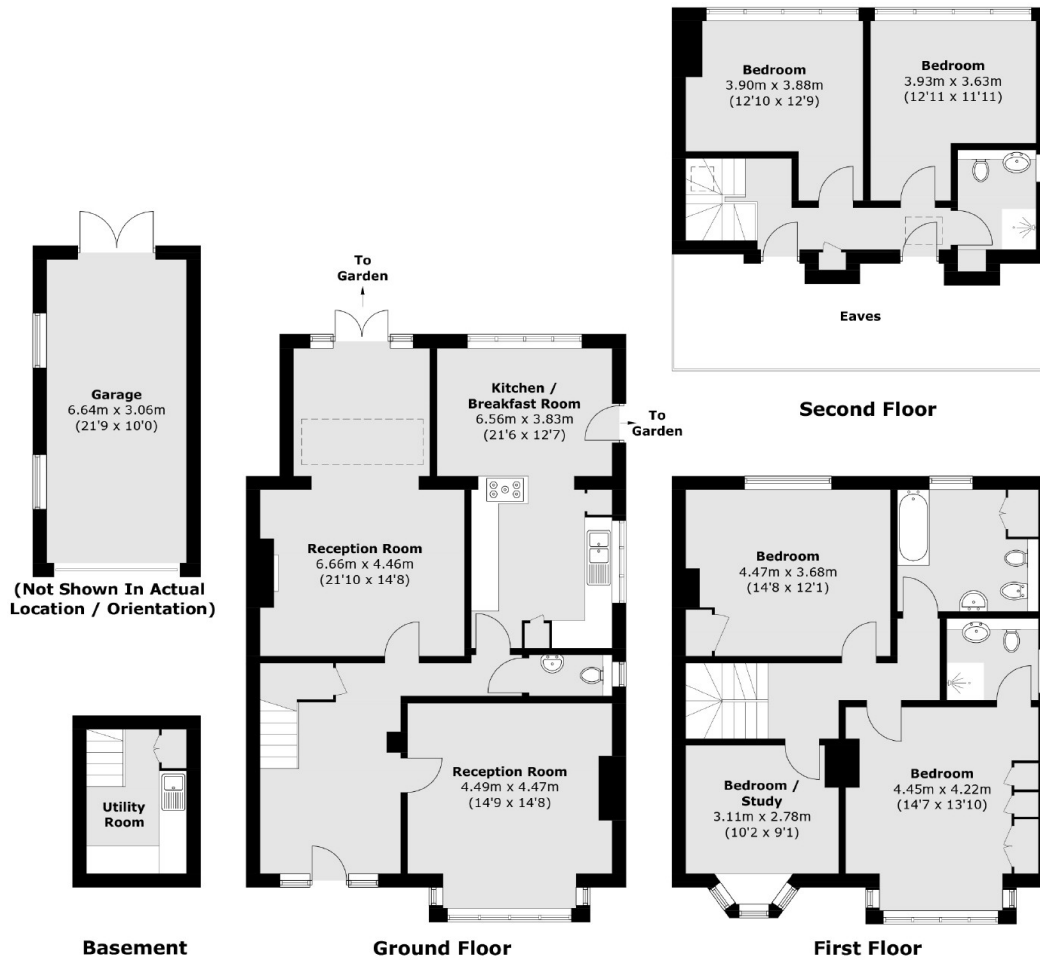 Bedroom
3.90m x 3.88m
(12'10 x 12'9)
Bedroom
3.93m x 3.63m
(12'11 x 11'11)
Eaves
Second Floor
Garage
6.64m x 3.06m
(21'9 x 10'0)
(Not Shown In Actual
Location / Orientation)
To
Garden
Kitchen /
Breakfast Room
6.56m x 3.83m
(21'6 x 12'7)
To
Garden
Reception Room
6.66m x 4.46m
(21'10 x 14'8)
Reception Room
4.49m x 4.47m
(14'9 x 14'8)
Utility
Room
Basement
Ground Floor
Bedroom
4.47m x 3.68m
(14'8 x 12'1)
Bedroom /
Study
3.11m x 2.78m
(10'2 x 9'1)
Bedroom
4.45m x 4.22m
(14'7 x 13'10)
First Floor